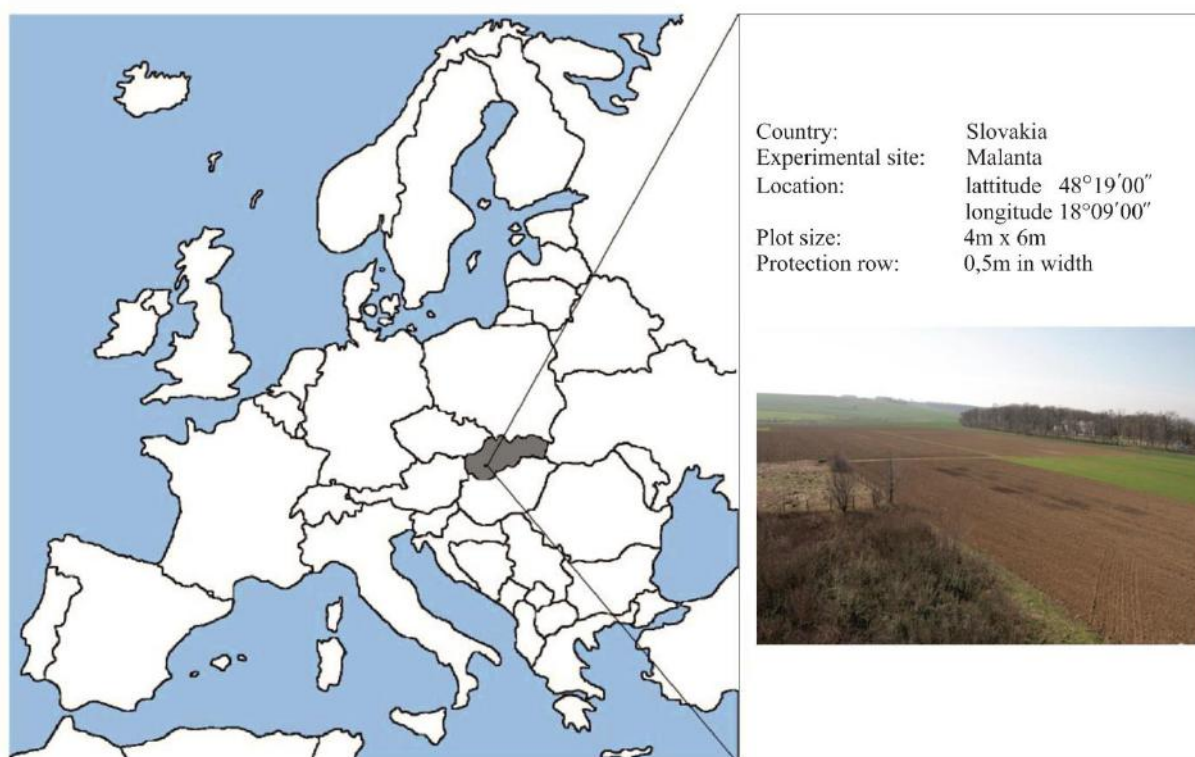 Country: Slovakia
Experimental site: Malanta
Location: lattitude 48°19′00″
longitude 18°09′00″
Plot size: 4m x 6m
Protection row: 0,5m in width